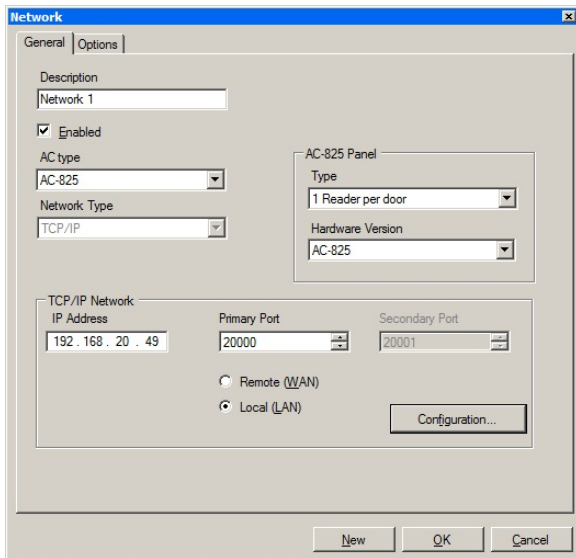 Network
General
Options
Description
Network 1
Enabled
AC type
AC-825
Network Type
TCP/IP
AC-825 Panel
Type
1 Reader per door
Hardware Version
AC-825
TCP/IP Network
IP Address
192 . 168 . 20 . 49
Primary Port
20000
Secondary Port
20001
Remote (WAN)
Local (LAN)
Configuration...
New
OK
Cancel